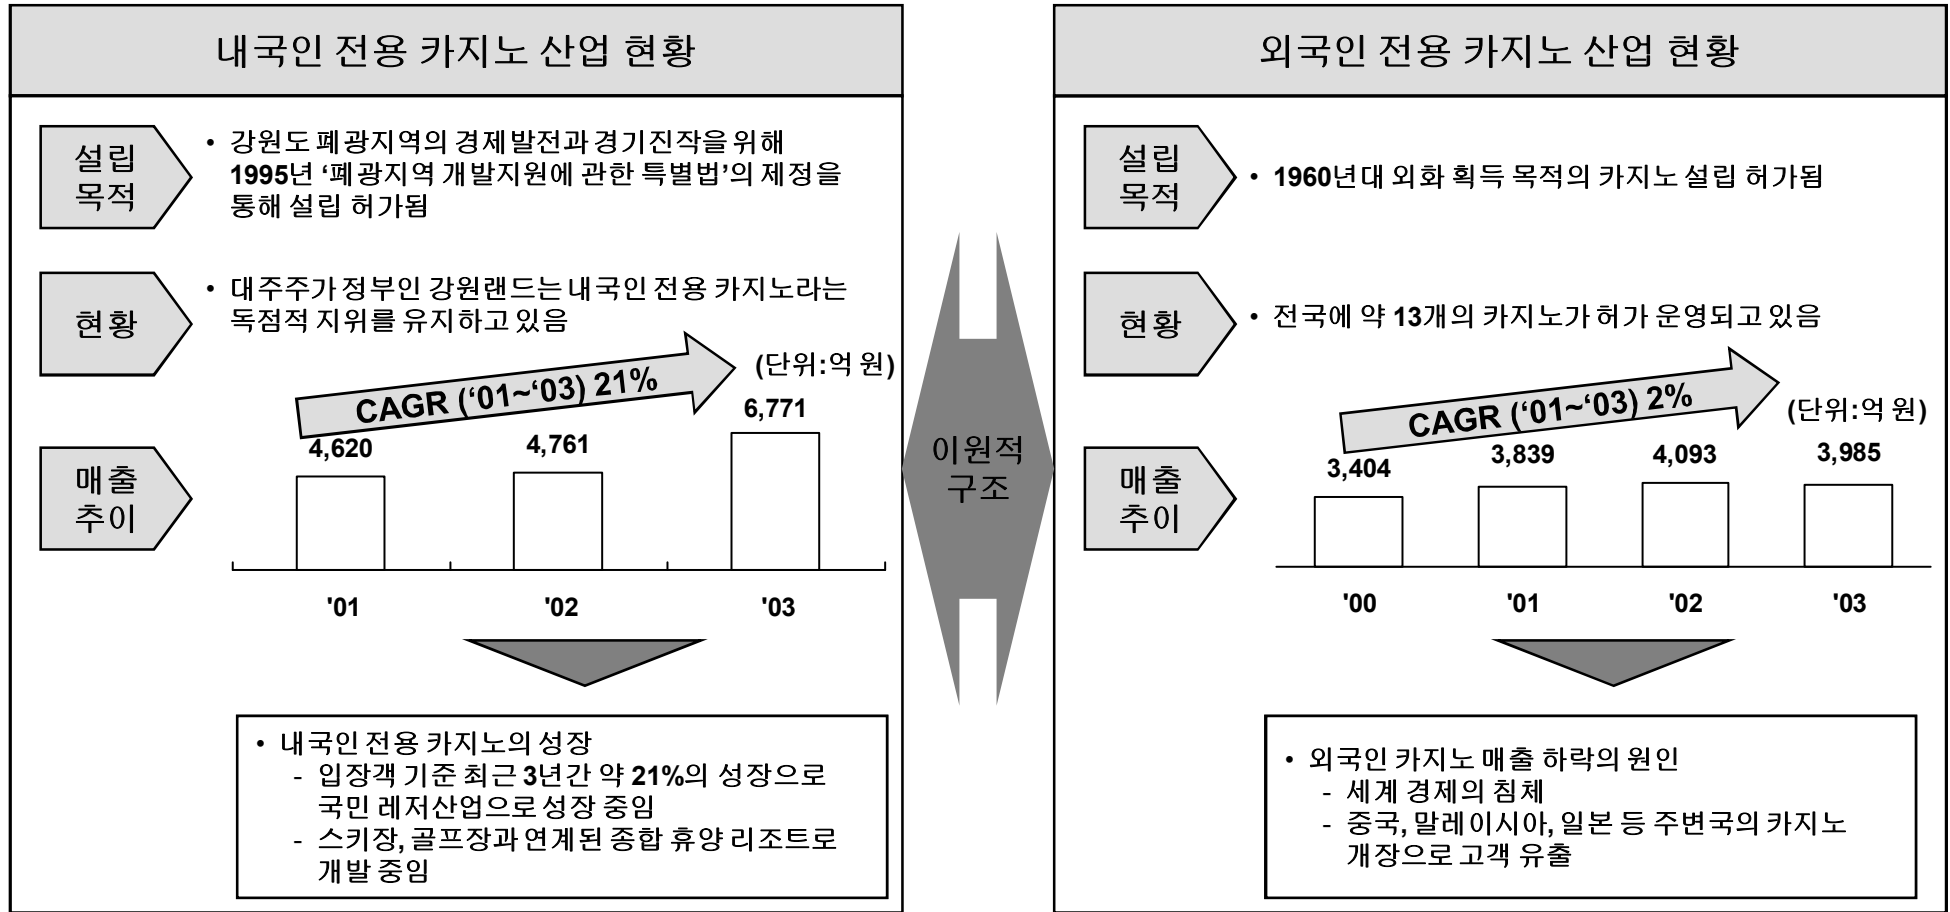 내국인 전용 카지노 산업 현황
설립
목적
• 강원도 폐광지역의 경제발전과 경기진작을 위해
1995년 ‘폐광지역 개발지원에 관한 특별법’의 제정을
통해 설립 허가됨
현황
• 대주주가 정부인 강원랜드는 내국인 전용 카지노라는
독점적 지위를 유지하고 있음
(단위:억 원)
CAGR (‘01~‘03) 21%
매출
추이
4,620
4,761
6,771
'01
'02
'03
• 내국인 전용 카지노의 성장
- 입장객 기준 최근 3년간 약 21%의 성장으로
국민 레저산업으로 성장 중임
- 스키장, 골프장과 연계된 종합 휴양 리조트로
개발 중임
이원적
구조
외국인 전용 카지노 산업 현황
설립
목적
• 1960년대 외화 획득 목적의 카지노 설립 허가됨
현황
• 전국에 약 13개의 카지노가 허가 운영되고 있음
CAGR (‘01~‘03) 2%
(단위:억 원)
매출
추이
3,404
3,839
4,093
3,985
'00
'01
'02
'03
• 외국인 카지노 매출 하락의 원인
- 세계 경제의 침체
- 중국, 말레이시아, 일본 등 주변국의 카지노
개장으로 고객 유출